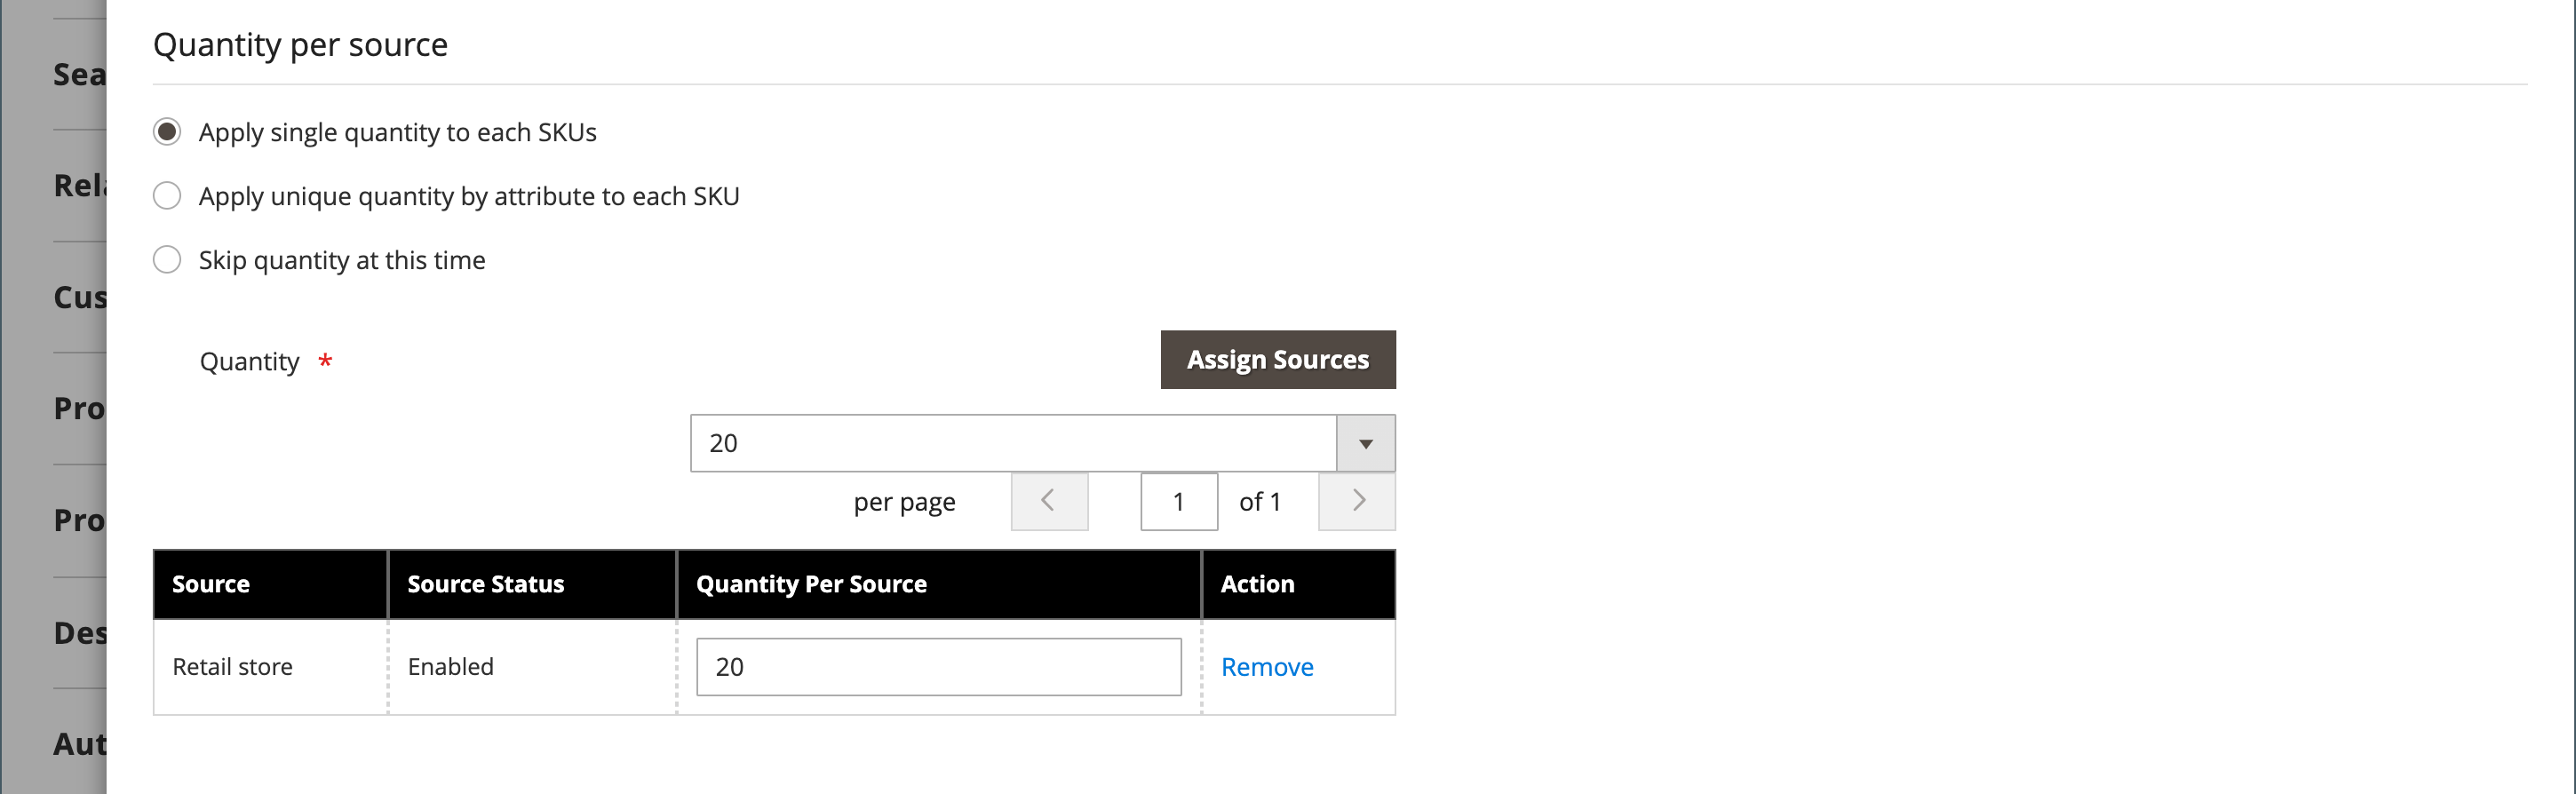 Quantity per source
Sea
Rel
Cus
Pro
Pro
Des
Aut
Apply single quantity to each SKUs
Apply unique quantity by attribute to each SKU
Skip quantity at this time
Quantity *
Assign Sources
20
per page 1 of 1
Source Source Status Quantity Per Source Action
Retail store Enabled 20 Remove